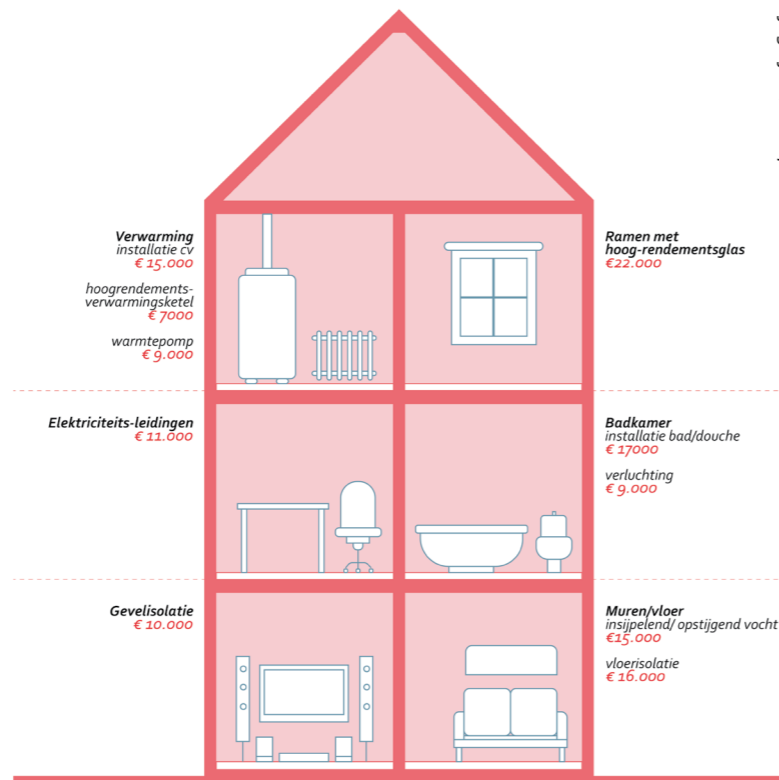 Verwarming
installatie cv
€ 15.000
hoogrendements-
verwarmingsketel
€ 7000
warmtepomp
€ 9.000
Ramen met
hoog-rendementsglas
€22.000
Elektriciteits-leidingen
€ 11.000
Badkamer
installatie bad/douche
€ 17000
verluchting
€ 9.000
Gevelisolatie
€ 10.000
Muren/vloer
insijpelend/ opstijgend vocht
€15.000
vloerisolatie
€ 16.000